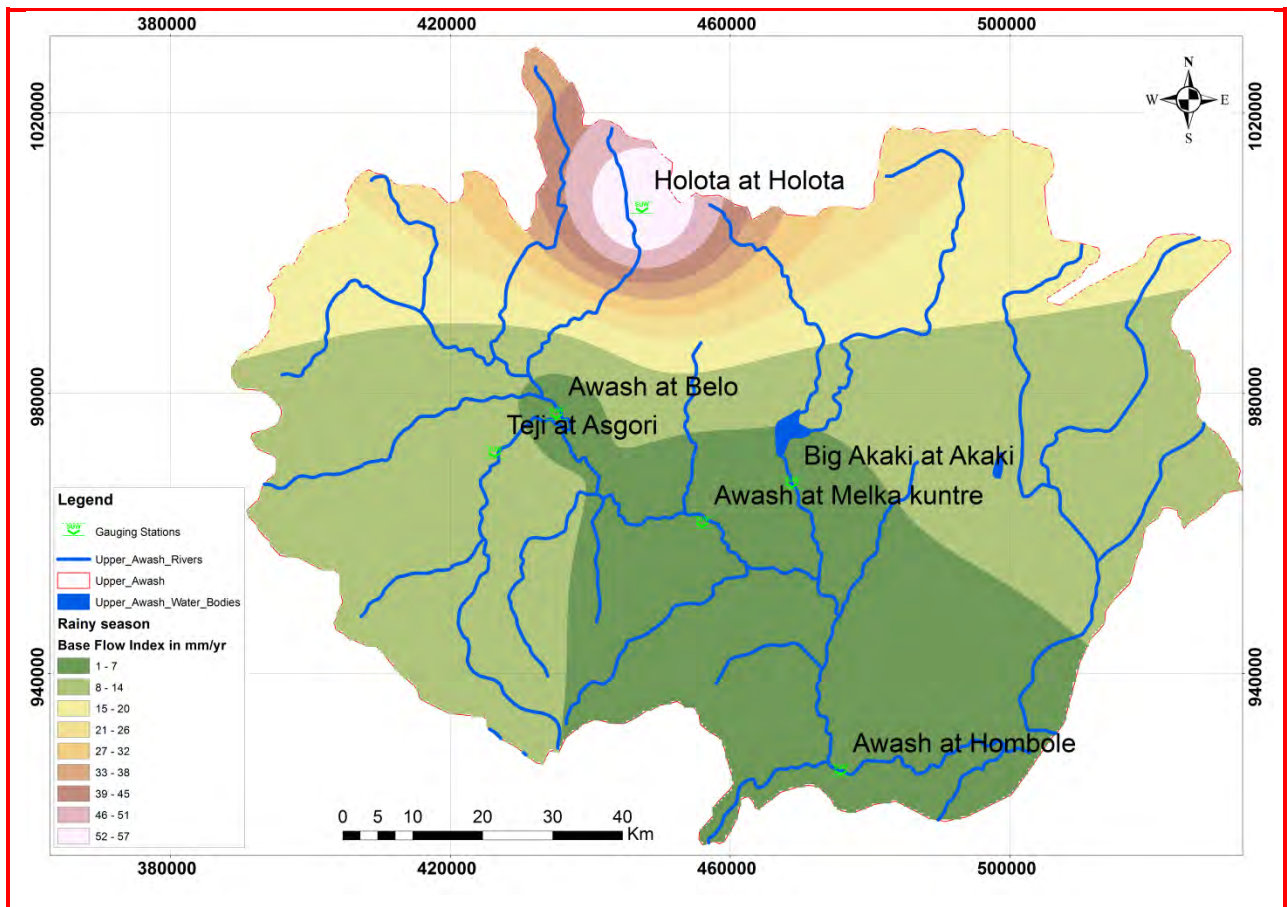 380000 420000 460000 500000
1020000 1020000
N
W E
S
Holota at Holota
980000 980000
Awash at Belo
Teji at Asgori
Big Akaki at Akaki
Awash at Melka kuntre
Legend
Gauging Stations
Upper_Awash_Rivers
Upper_Awash
Upper_Awash_Water_Bodies
Rainy season
Base Flow Index in mm/yr
1 - 7
8 - 14
15 - 20
21 - 26
27 - 32
33 - 38
39 - 45
46 - 51
52 - 57
940000 940000
Awash at Hombole
0 5 10 20 30 40
Km
380000 420000 460000 500000